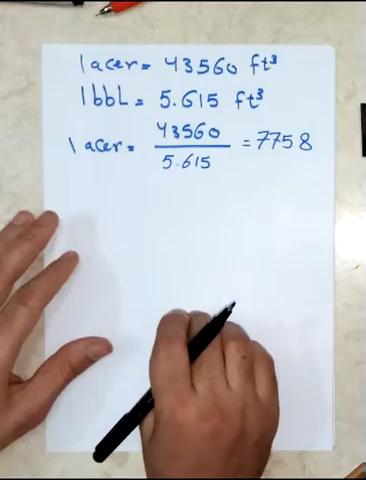 1 acer = 43560 ft³
1 bbL = 5.615 ft³
1 acer = 43560 / 5.615 = 7758